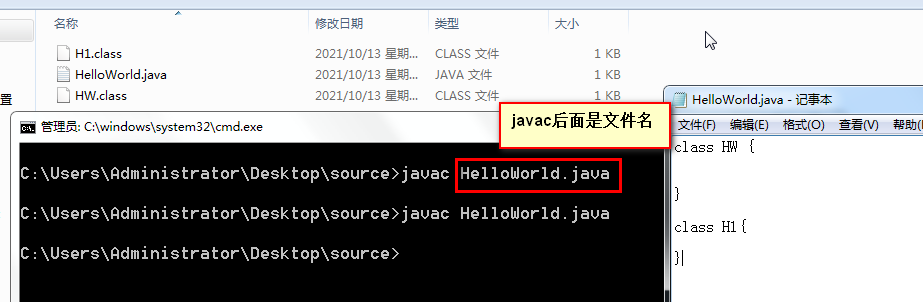 名称 修改日期 类型 大小
H1.class 2021/10/13 星期... CLASS 文件 1 KB
HelloWorld.java 2021/10/13 星期... JAVA 文件 1 KB
HW.class 2021/10/13 星期... CLASS 文件 1 KB
置
管理员: C:\windows\system32\cmd.exe
C:\Users\Administrator\Desktop\source>javac HelloWorld.java
C:\Users\Administrator\Desktop\source>javac HelloWorld.java
C:\Users\Administrator\Desktop\source>
javac后面是文件名
HelloWorld.java - 记事本
文件(F) 编辑(E) 格式(O) 查看(V) 帮助(
class HW {
}
class H1{
}